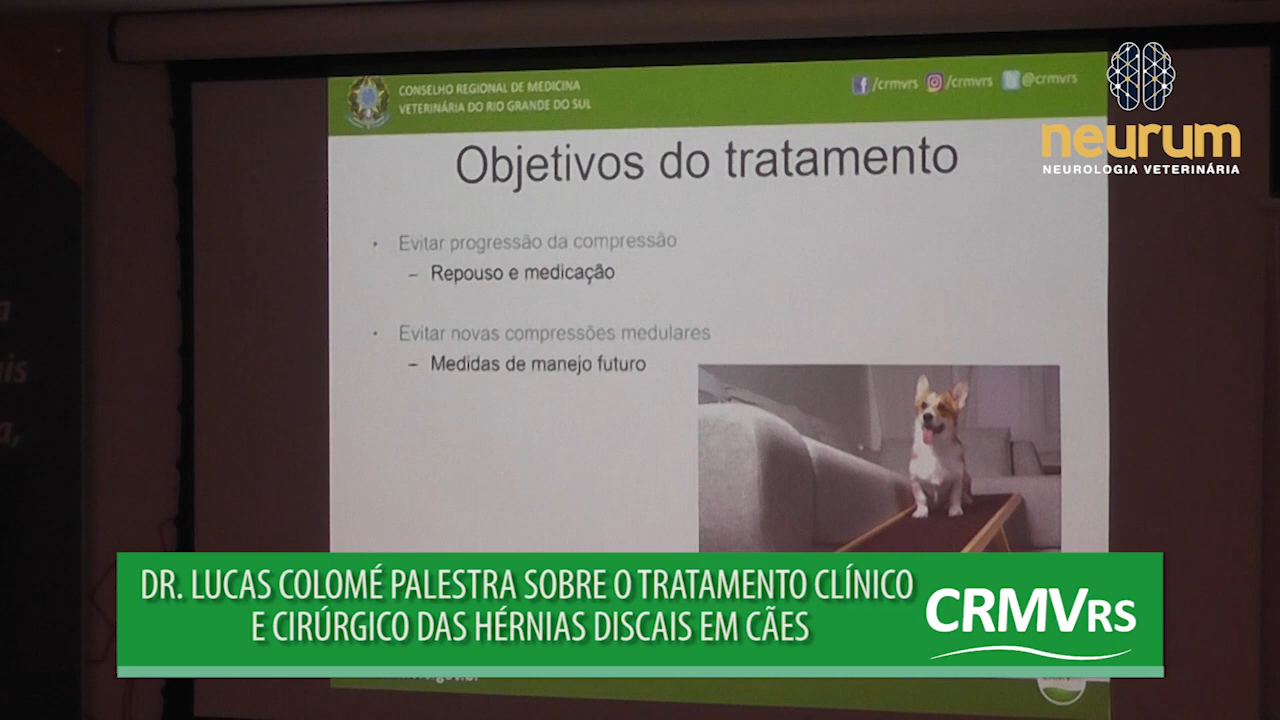 CONSELHO REGIONAL DE MEDICINA
VETERINÁRIA DO RIO GRANDE DO SUL
/crmvrs /crmvrs @crmvrs
neurum
NEUROLOGIA VETERINÁRIA
Objetivos do tratamento
• Evitar progressão da compressão
– Repouso e medicação
• Evitar novas compressões medulares
– Medidas de manejo futuro
DR. LUCAS COLOMÉ PALESTRA SOBRE O TRATAMENTO CLÍNICO
E CIRÚRGICO DAS HÉRNIAS DISCAIS EM CÃES
CRMVRS